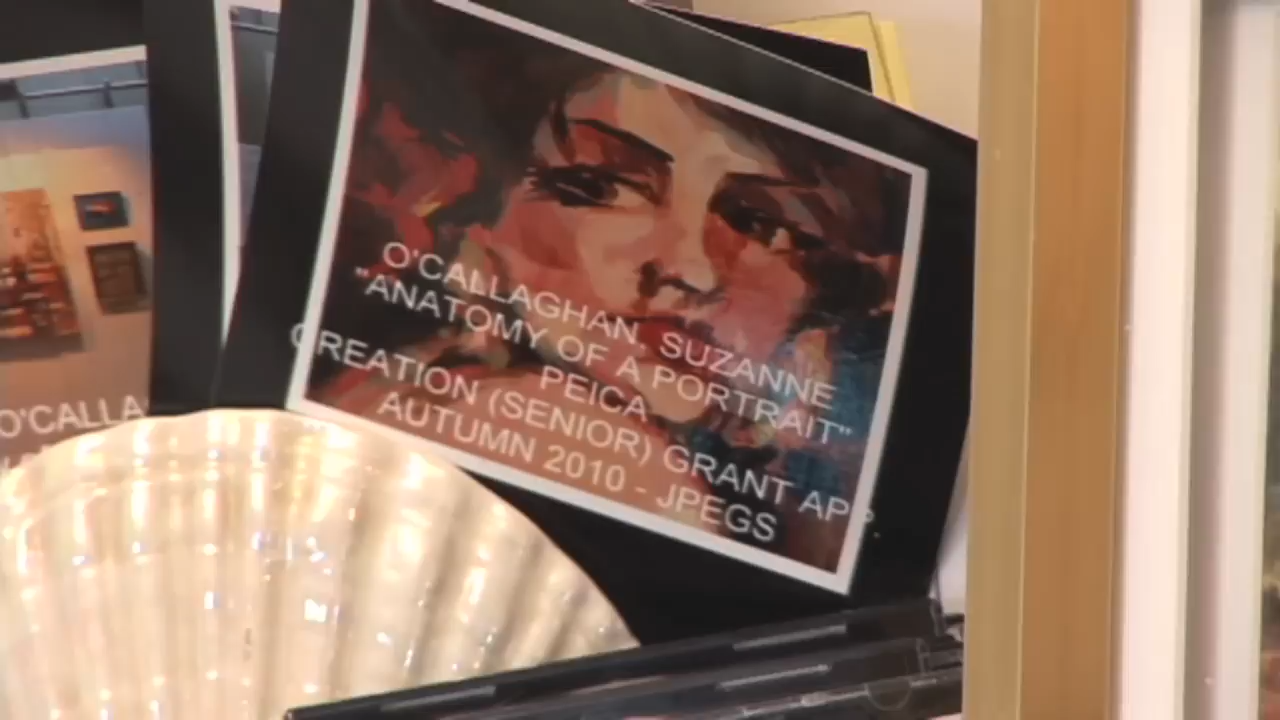 O'CALLAGHAN, SUZANNE
"ANATOMY OF A PORTRAIT"
PEICA
CREATION (SENIOR) GRANT APP
AUTUMN 2010 - JPEGS
O'CALLA